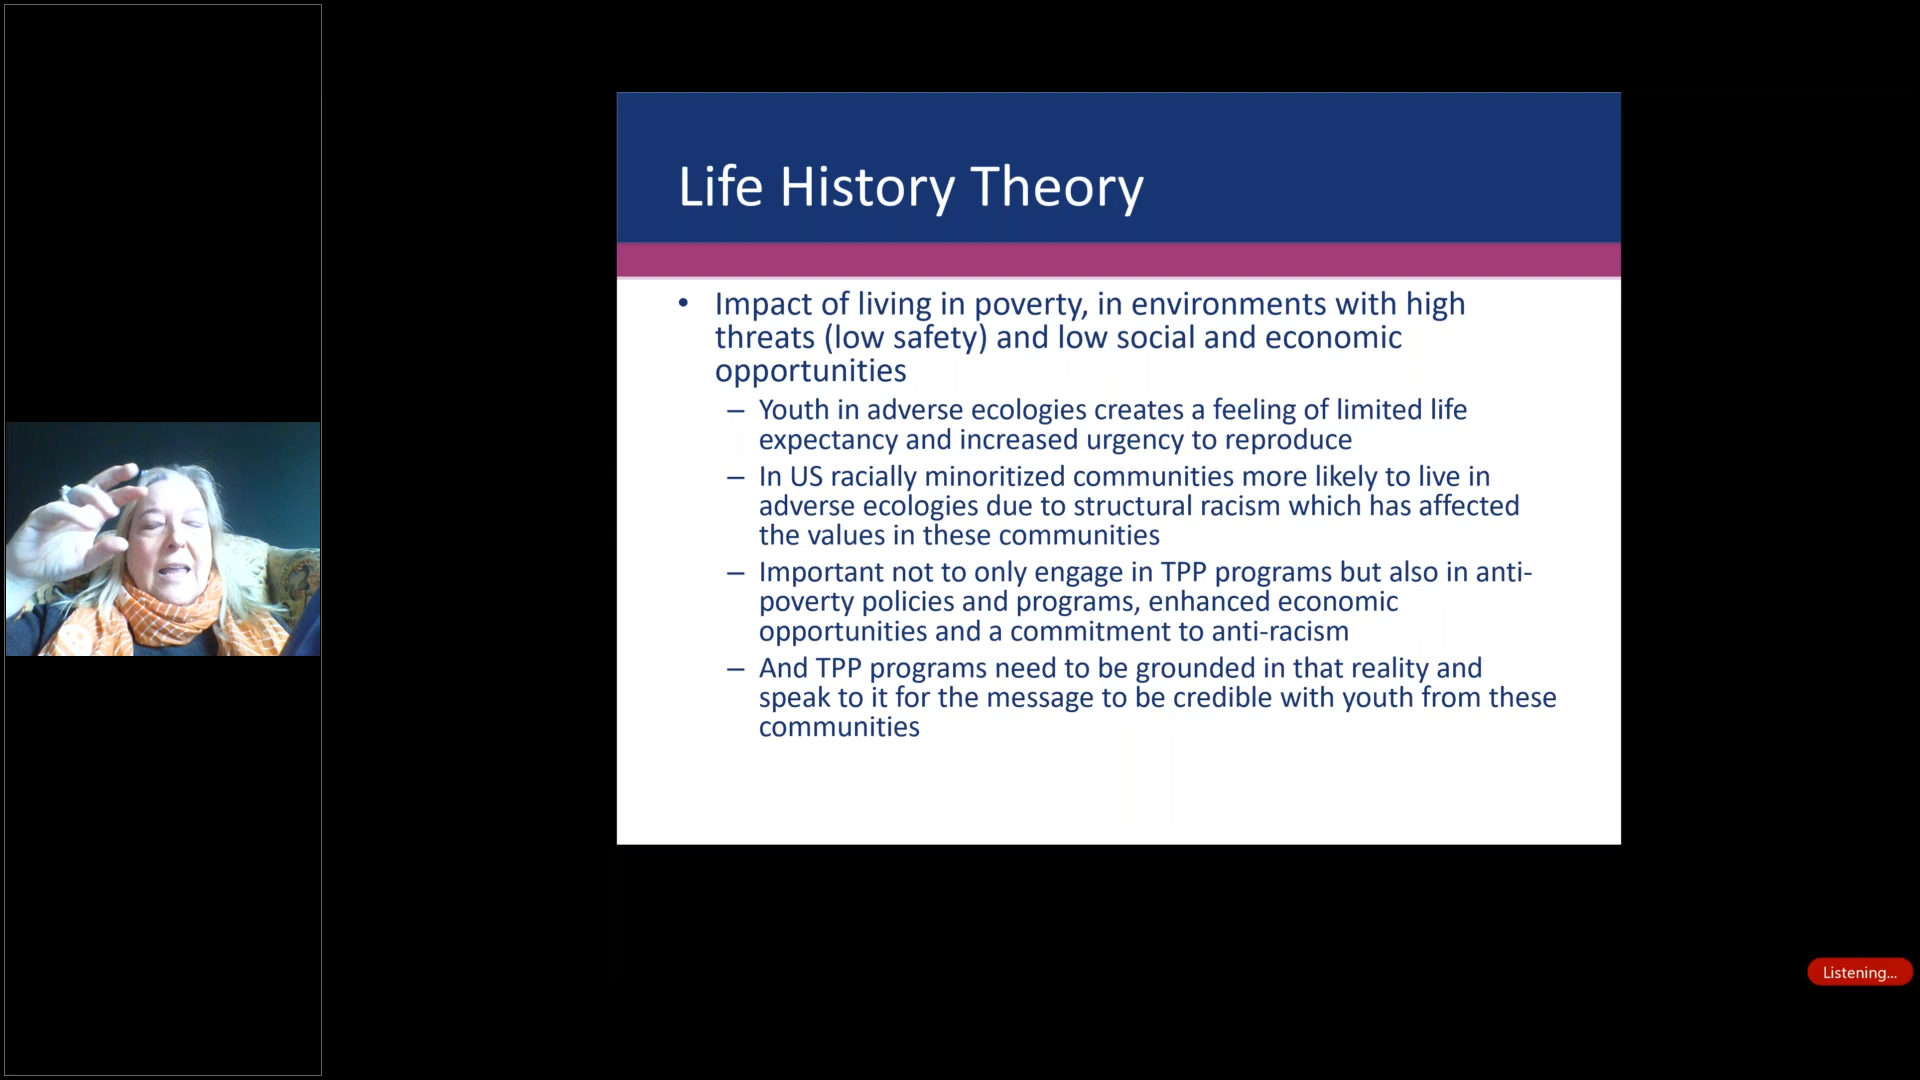 Life History Theory
• Impact of living in poverty, in environments with high
threats (low safety) and low social and economic
opportunities
– Youth in adverse ecologies creates a feeling of limited life
expectancy and increased urgency to reproduce
– In US racially minoritized communities more likely to live in
adverse ecologies due to structural racism which has affected
the values in these communities
– Important not to only engage in TPP programs but also in anti-
poverty policies and programs, enhanced economic
opportunities and a commitment to anti-racism
– And TPP programs need to be grounded in that reality and
speak to it for the message to be credible with youth from these
communities
Listening...